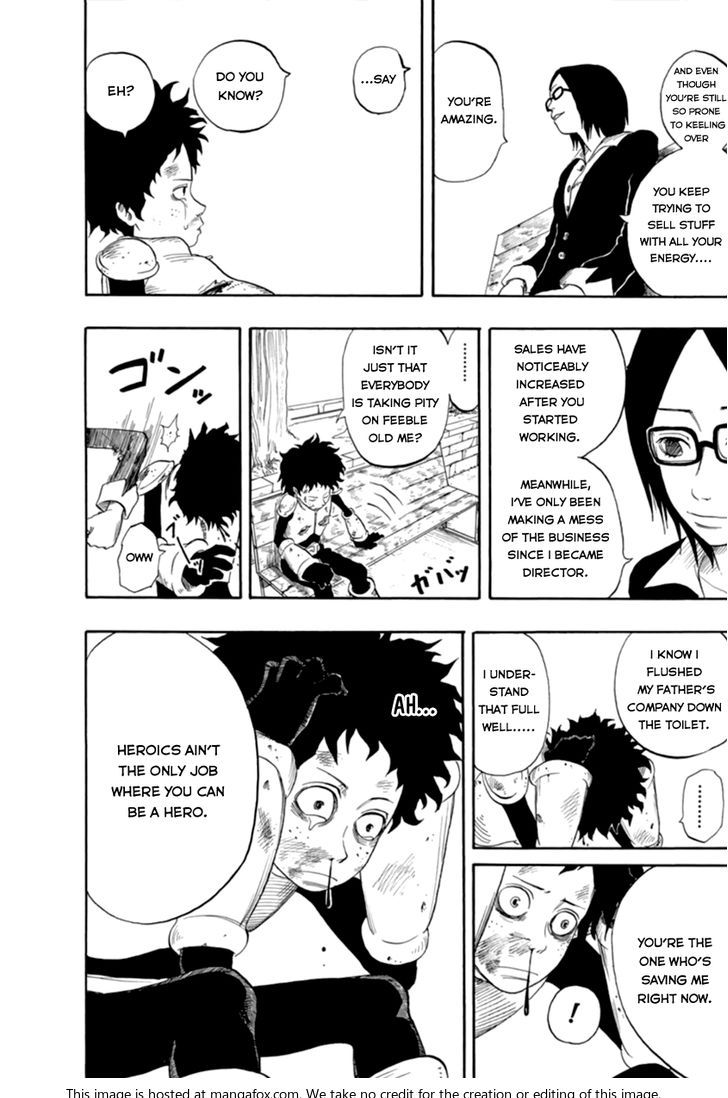 AND EVEN
THOUGH
YOU'RE STILL
SO PRONE
TO KEELING
OVER
YOU KEEP
TRYING TO
SELL STUFF
WITH ALL YOUR
ENERGY....
YOU'RE
AMAZING.
...SAY
DO YOU
KNOW?
EH?
SALES HAVE
NOTICEABLY
INCREASED
AFTER YOU
STARTED
WORKING.
MEANWHILE,
I'VE ONLY BEEN
MAKING A MESS
OF THE BUSINESS
SINCE I BECAME
DIRECTOR.
........
ISN'T IT
JUST THAT
EVERYBODY
IS TAKING PITY
ON FEEBLE
OLD ME?
ガバッ
ゴンッ
OWW
I KNOW I
FLUSHED
MY FATHER'S
COMPANY DOWN
THE TOILET.
I UNDER-
STAND
THAT FULL
WELL.....
......
YOU'RE THE
ONE WHO'S
SAVING ME
RIGHT NOW.
!
AH...
HEROICS AIN'T
THE ONLY JOB
WHERE YOU CAN
BE A HERO.
This image is hosted at mangafox.com. We take no credit for the creation or editing of this image.